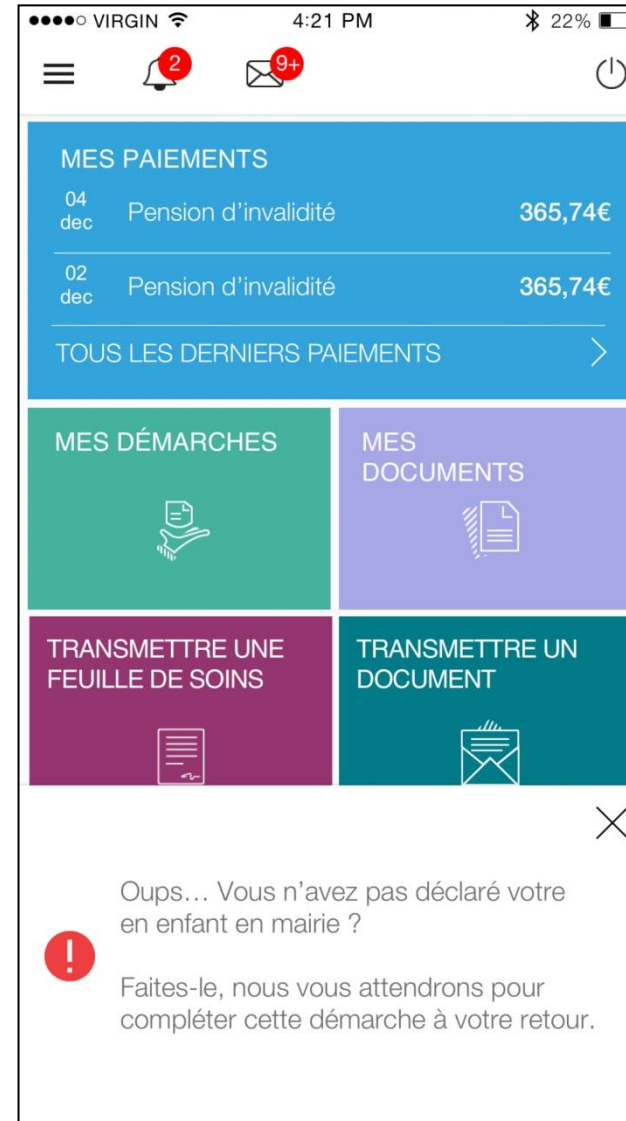 VIRGIN 4:21 PM 22%
2 9+
MES PAIEMENTS
04 dec Pension d’invalidité 365,74€
02 dec Pension d’invalidité 365,74€
TOUS LES DERNIERS PAIEMENTS
MES DÉMARCHES
MES
DOCUMENTS
TRANSMETTRE UNE
FEUILLE DE SOINS
TRANSMETTRE UN
DOCUMENT
Oups… Vous n’avez pas déclaré votre
en enfant en mairie ?
Faites-le, nous vous attendrons pour
compléter cette démarche à votre retour.